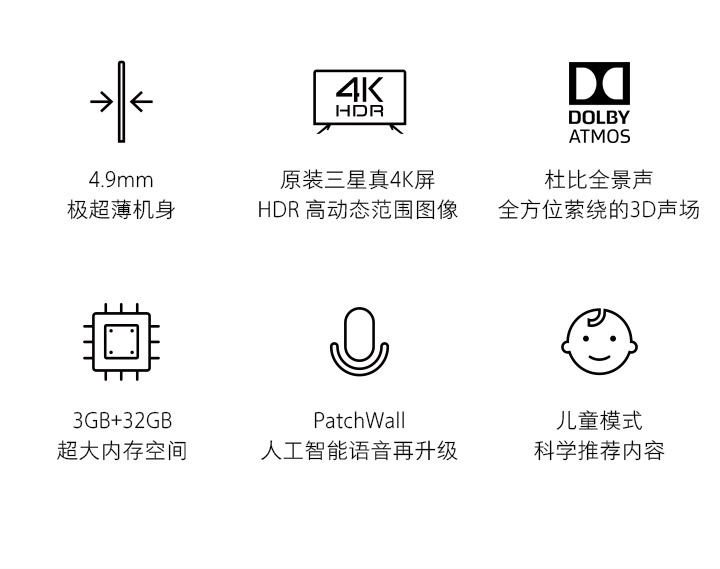 4K
HDR
DOLBY
ATMOS
4.9mm
极超薄机身
原装三星真4K屏
HDR 高动态范围图像
杜比全景声
全方位萦绕的3D声场
3GB+32GB
超大内存空间
PatchWall
人工智能语音再升级
儿童模式
科学推荐内容